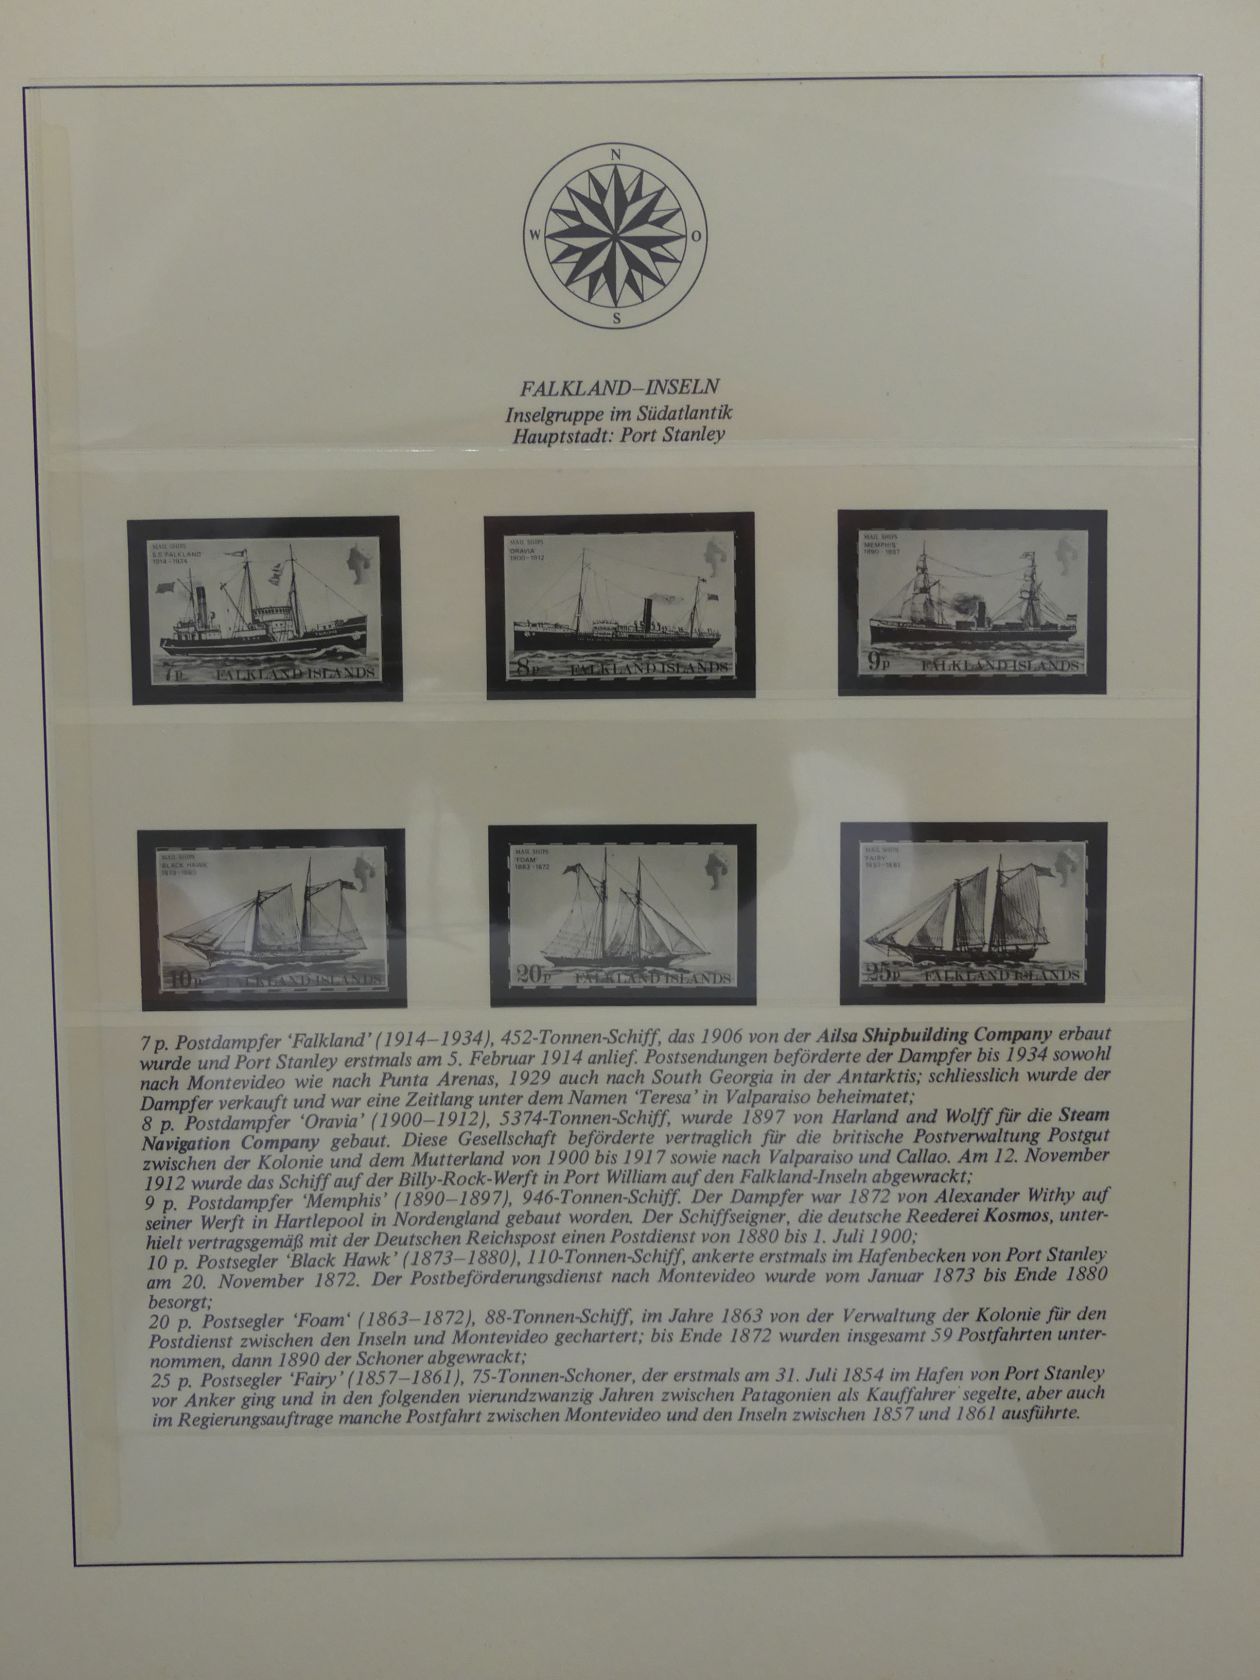 N
W O
S
FALKLAND–INSELN
Inselgruppe im Südatlantik
Hauptstadt: Port Stanley
MAIL SHIPS
S.S. FALKLAND
1914–1934
7p FALKLAND ISLANDS
MAIL SHIPS
'ORAVIA'
1900–1912
8p FALKLAND ISLANDS
MAIL SHIPS
'MEMPHIS'
1890–1897
9p FALKLAND ISLANDS
MAIL SHIPS
'BLACK HAWK'
10p FALKLAND ISLANDS
MAIL SHIPS
'FOAM'
1863–1872
20p FALKLAND ISLANDS
MAIL SHIPS
'FAIRY'
1857–1861
25p FALKLAND ISLANDS
7 p. Postdampfer ‘Falkland’ (1914–1934), 452-Tonnen-Schiff, das 1906 von der Ailsa Shipbuilding Company erbaut
wurde und Port Stanley erstmals am 5. Februar 1914 anlief. Postsendungen beförderte der Dampfer bis 1934 sowohl
nach Montevideo wie nach Punta Arenas, 1929 auch nach South Georgia in der Antarktis; schliesslich wurde der
Dampfer verkauft und war eine Zeitlang unter dem Namen ‘Teresa’ in Valparaiso beheimatet;
8 p. Postdampfer ‘Oravia’ (1900–1912), 5374-Tonnen-Schiff, wurde 1897 von Harland and Wolff für die Steam
Navigation Company gebaut. Diese Gesellschaft beförderte vertraglich für die britische Postverwaltung Postgut
zwischen der Kolonie und dem Mutterland von 1900 bis 1917 sowie nach Valparaiso und Callao. Am 12. November
1912 wurde das Schiff auf der Billy-Rock-Werft in Port William auf den Falkland-Inseln abgewrackt;
9 p. Postdampfer ‘Memphis’ (1890–1897), 946-Tonnen-Schiff. Der Dampfer war 1872 von Alexander Withy auf
seiner Werft in Hartlepool in Nordengland gebaut worden. Der Schiffseigner, die deutsche Reederei Kosmos, unter-
hielt vertragsgemäß mit der Deutschen Reichspost einen Postdienst von 1880 bis 1. Juli 1900;
10 p. Postsegler ‘Black Hawk’ (1873–1880), 110-Tonnen-Schiff, ankerte erstmals im Hafenbecken von Port Stanley
am 20. November 1872. Der Postbeförderungsdienst nach Montevideo wurde vom Januar 1873 bis Ende 1880
besorgt;
20 p. Postsegler ‘Foam‘ (1863–1872), 88-Tonnen-Schiff, im Jahre 1863 von der Verwaltung der Kolonie für den
Postdienst zwischen den Inseln und Montevideo gechartert; bis Ende 1872 wurden insgesamt 59 Postfahrten unter-
nommen, dann 1890 der Schoner abgewrackt;
25 p. Postsegler ‘Fairy’ (1857–1861), 75-Tonnen-Schoner, der erstmals am 31. Juli 1854 im Hafen von Port Stanley
vor Anker ging und in den folgenden vierundzwanzig Jahren zwischen Patagonien als Kauffahrer segelte, aber auch
im Regierungsauftrage manche Postfahrt zwischen Montevideo und den Inseln zwischen 1857 und 1861 ausführte.